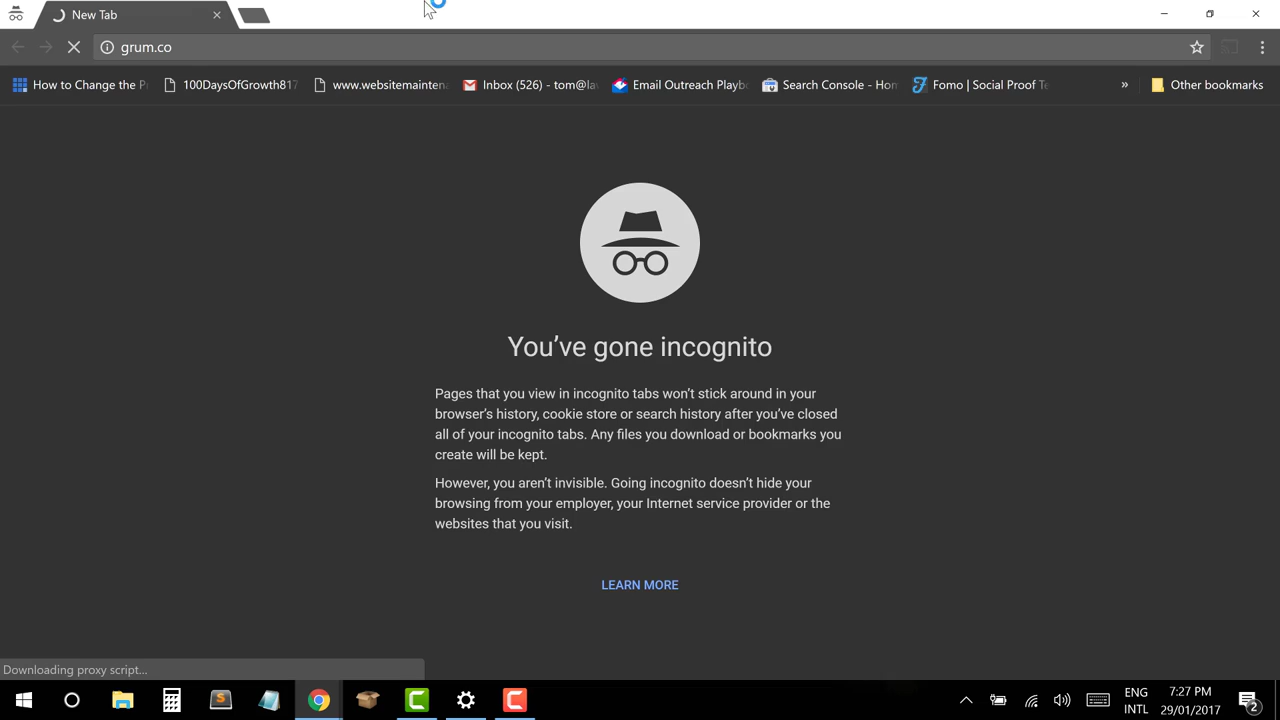 New Tab
grum.co
How to Change the P
100DaysOfGrowth817
www.websitemaintena
Inbox (526) - tom@la
Email Outreach Playb
Search Console - Hom
Fomo | Social Proof Te
»
Other bookmarks
You've gone incognito
Pages that you view in incognito tabs won't stick around in your
browser's history, cookie store or search history after you've closed
all of your incognito tabs. Any files you download or bookmarks you
create will be kept.
However, you aren't invisible. Going incognito doesn't hide your
browsing from your employer, your Internet service provider or the
websites that you visit.
LEARN MORE
Downloading proxy script...
ENG
INTL
7:27 PM
29/01/2017
2